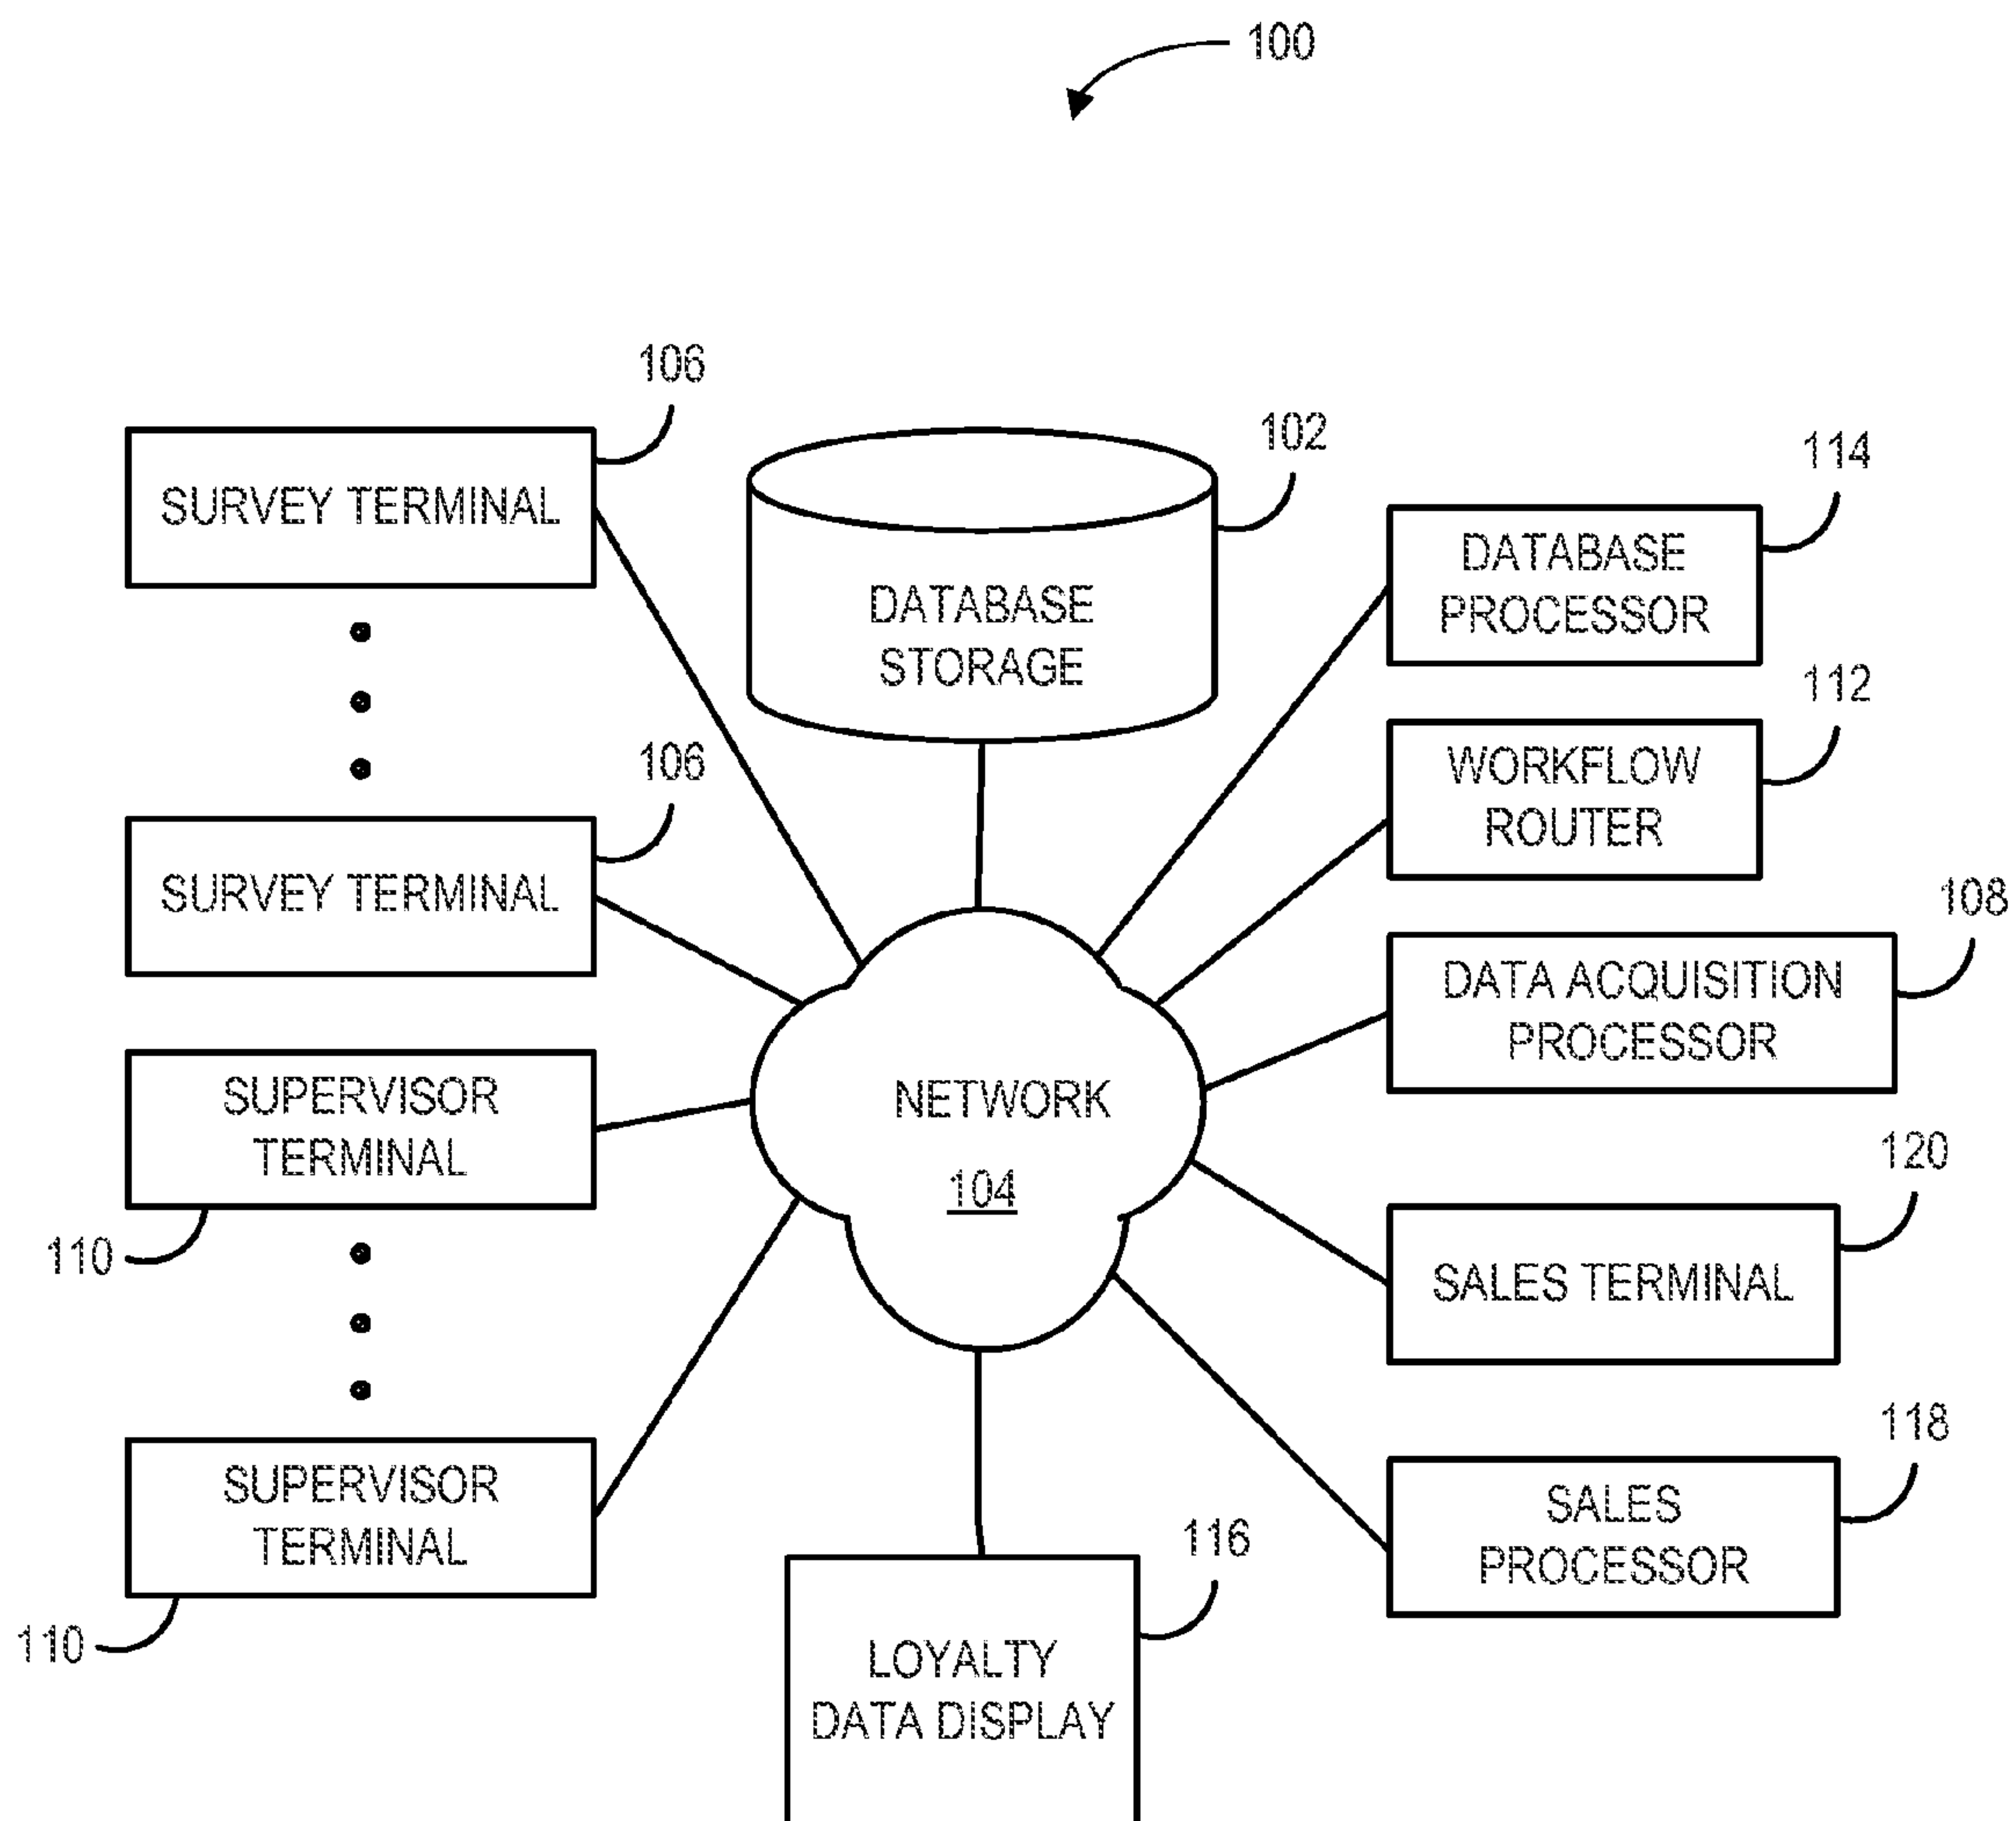 100
106
SURVEY TERMINAL
106
SURVEY TERMINAL
SUPERVISOR
TERMINAL
110
SUPERVISOR
TERMINAL
110
102
DATABASE
STORAGE
NETWORK
104
116
LOYALTY
DATA DISPLAY
114
DATABASE
PROCESSOR
112
WORKFLOW
ROUTER
108
DATA ACQUISITION
PROCESSOR
120
SALES TERMINAL
118
SALES
PROCESSOR